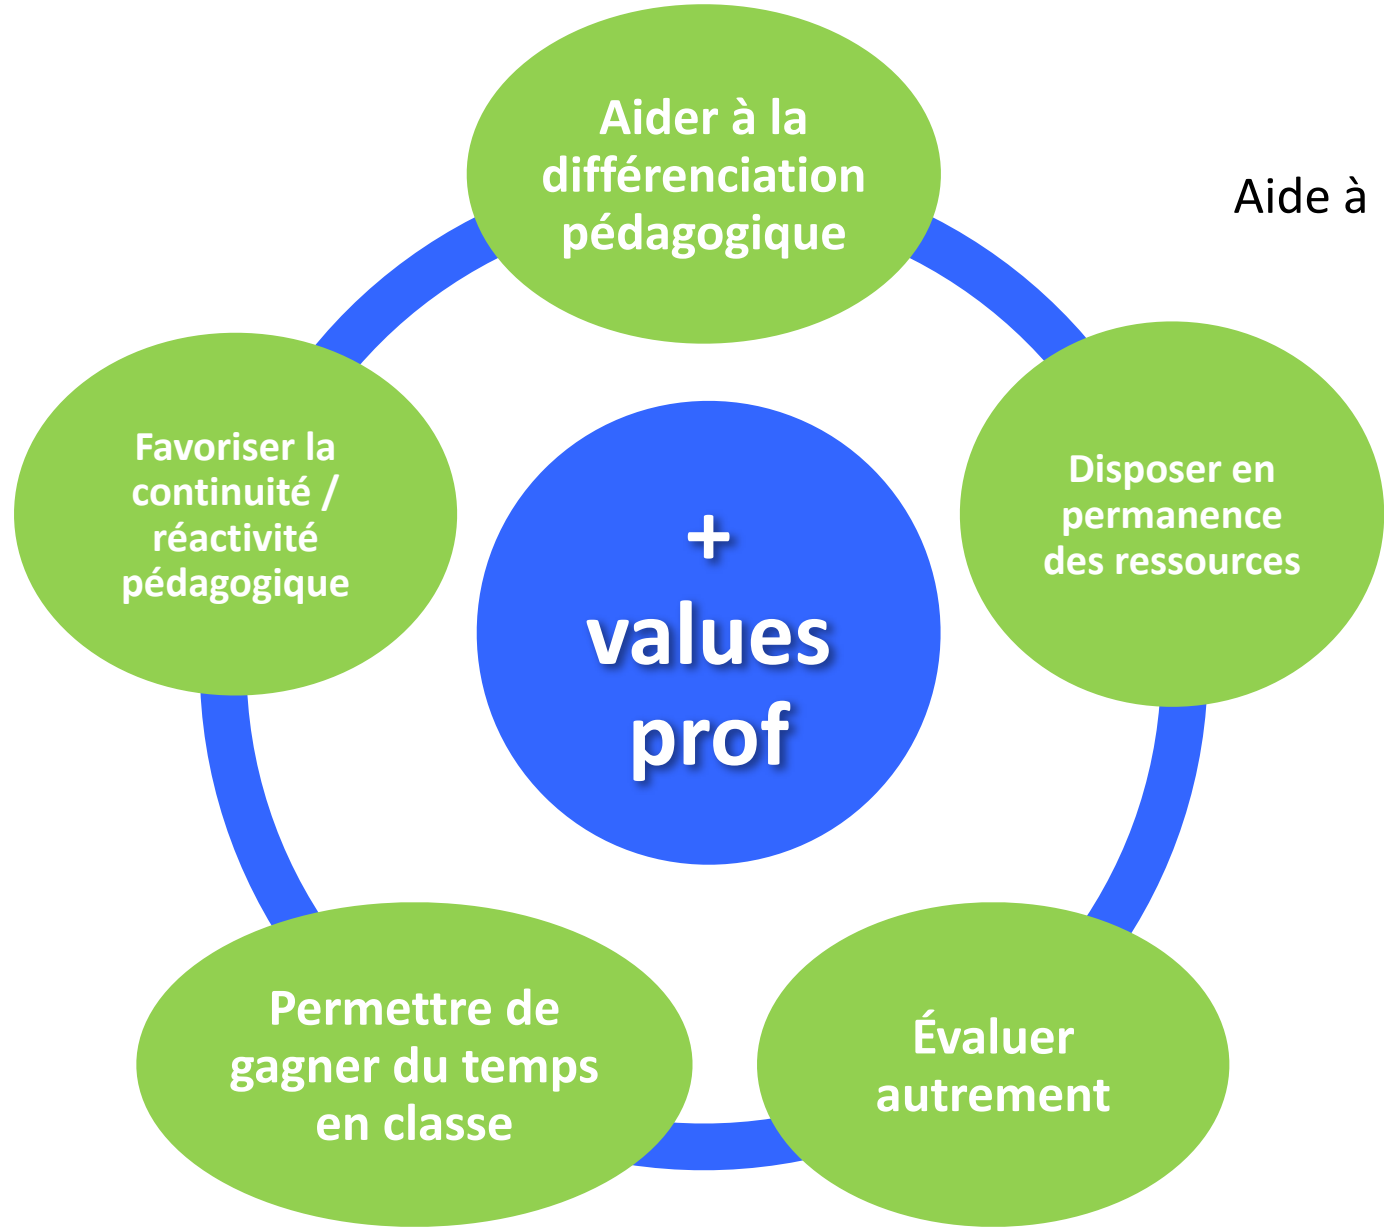 Aider à la
différenciation
pédagogique
Aide à
Favoriser la
continuité /
réactivité
pédagogique
Disposer en
permanence
des ressources
+
values
prof
Permettre de
gagner du temps
en classe
Évaluer
autrement